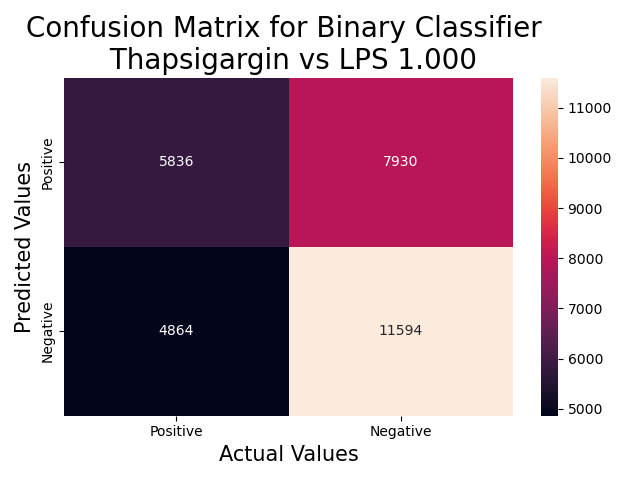 Confusion Matrix for Binary Classifier
Thapsigargin vs LPS 1.000
Predicted Values
Positive
Negative
5836
7930
4864
11594
Positive
Negative
Actual Values
11000
10000
9000
8000
7000
6000
5000